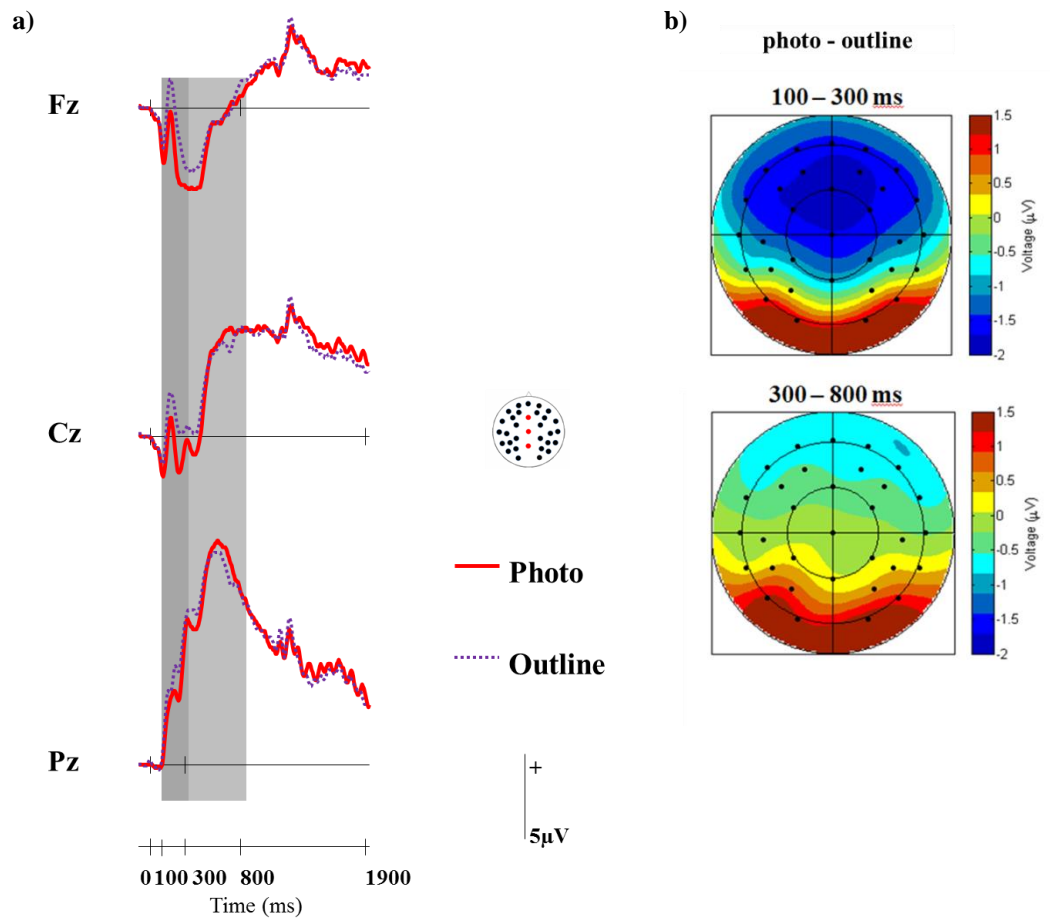 a)
Fz
Cz
Pz
Photo
Outline
+
5μV
0 100 300 800 1900
Time (ms)
b)
photo - outline
100 – 300 ms
1.5
1
0.5
0
-0.5
-1
-1.5
-2
Voltage (μV)
300 – 800 ms
1.5
1
0.5
0
-0.5
-1
-1.5
-2
Voltage (μV)